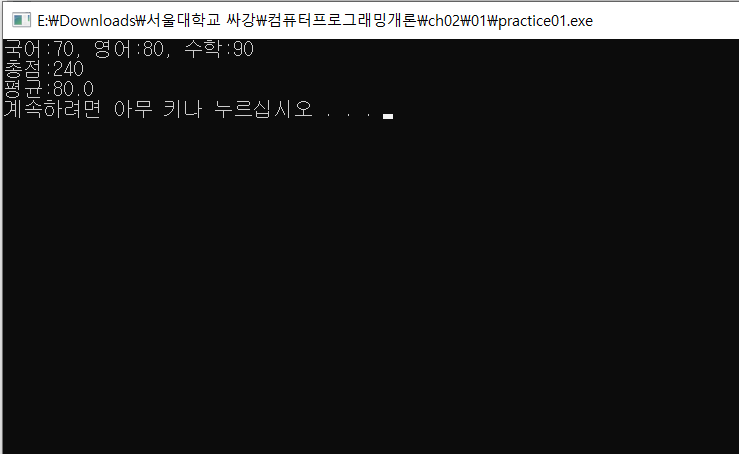 E:₩Downloads₩서울대학교 싸강₩컴퓨터프로그래밍개론₩ch02₩01₩practice01.exe
국어:70, 영어:80, 수학:90
총점:240
평균:80.0
계속하려면 아무 키나 누르십시오 . . .